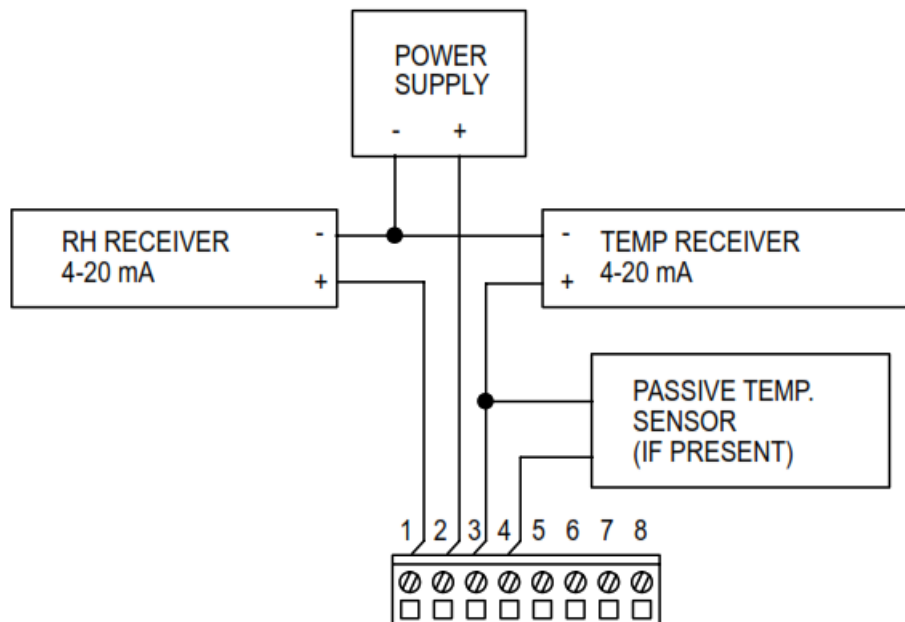 POWER
SUPPLY
- +
RH RECEIVER
4-20 mA
-
+
-
+
TEMP RECEIVER
4-20 mA
PASSIVE TEMP.
SENSOR
(IF PRESENT)
1 2 3 4 5 6 7 8